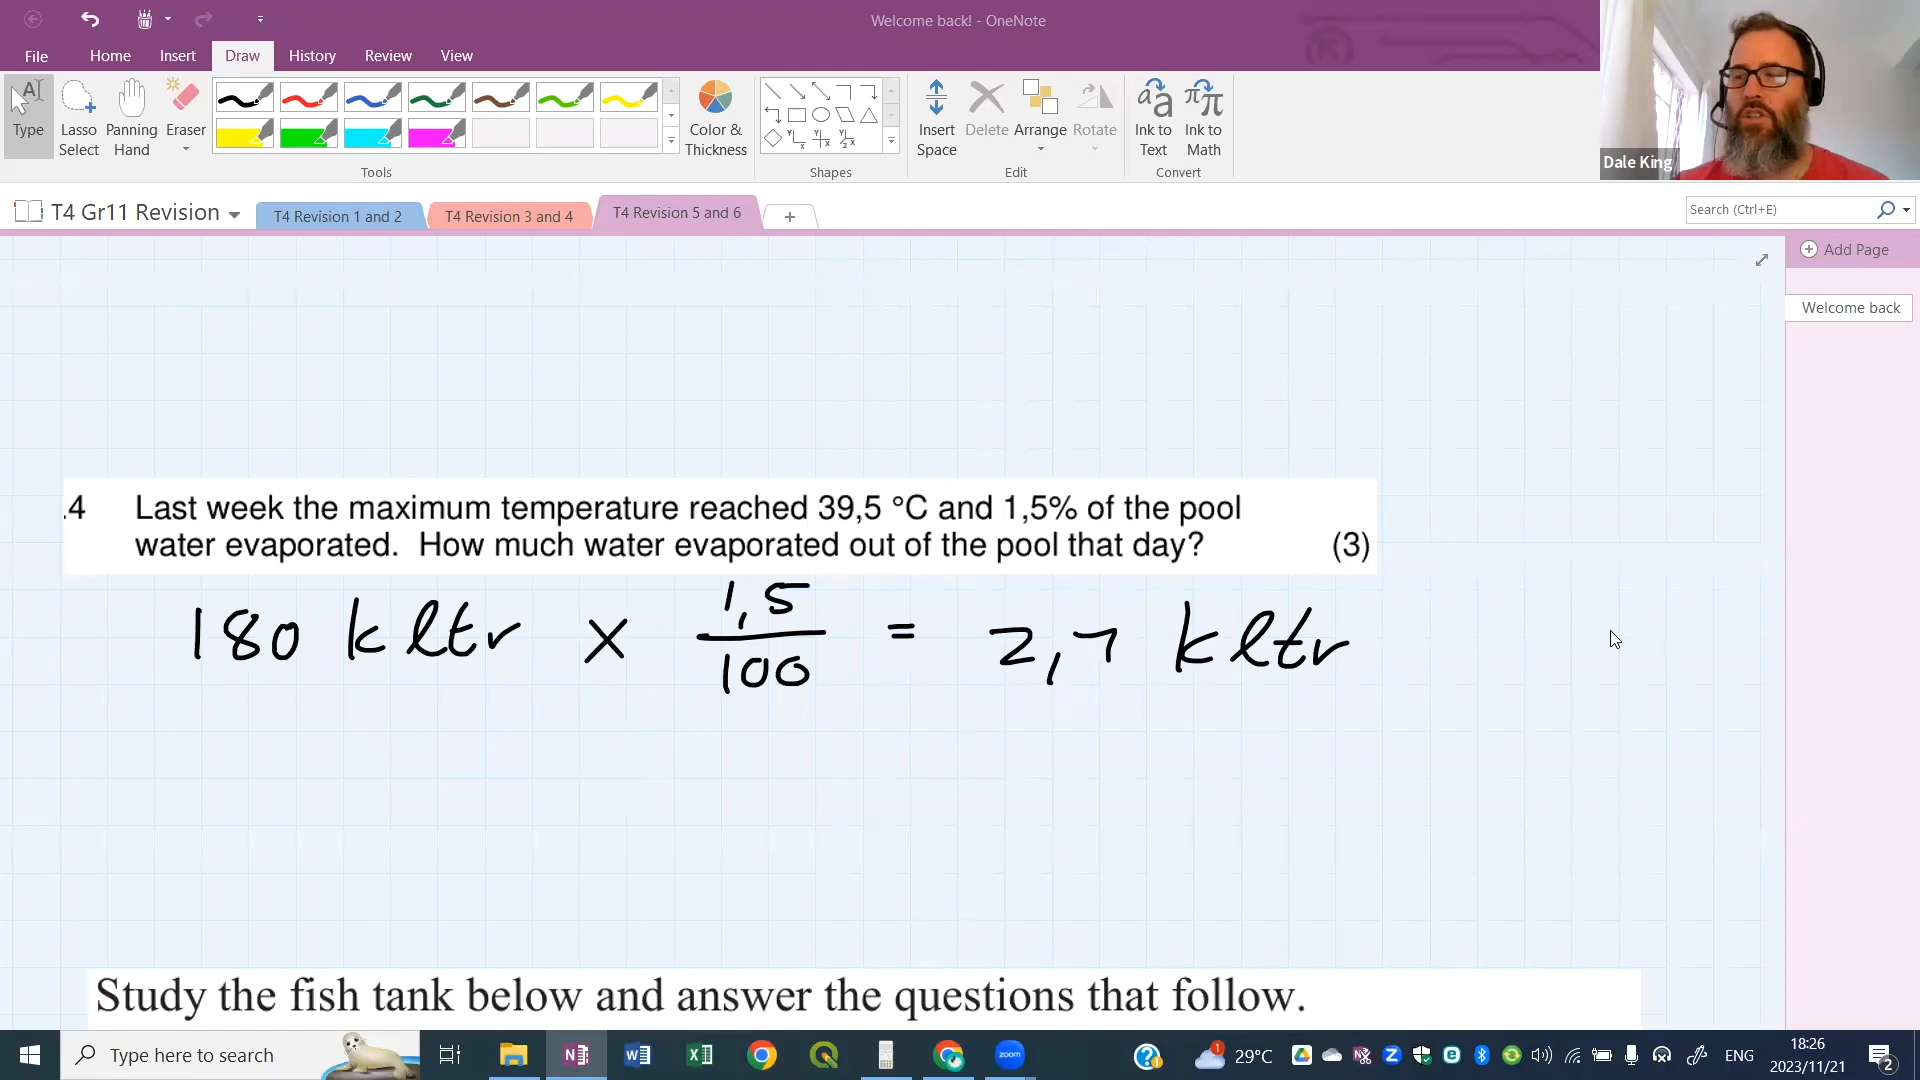 Welcome back! - OneNote
File Home Insert Draw History Review View
Type
Lasso Select
Panning Hand
Eraser
Color & Thickness
Insert Space
Delete
Arrange
Rotate
Ink to Text
Ink to Math
Tools
Shapes
Edit
Convert
Dale King
T4 Gr11 Revision
T4 Revision 1 and 2
T4 Revision 3 and 4
T4 Revision 5 and 6
Search (Ctrl+E)
Add Page
Welcome back
.4 Last week the maximum temperature reached 39,5 °C and 1,5% of the pool
water evaporated. How much water evaporated out of the pool that day? (3)
180 kltr × 1,5/100 = 2,7 kltr
Study the fish tank below and answer the questions that follow.
Type here to search
zoom
29°C
ENG
18:26
2023/11/21
2